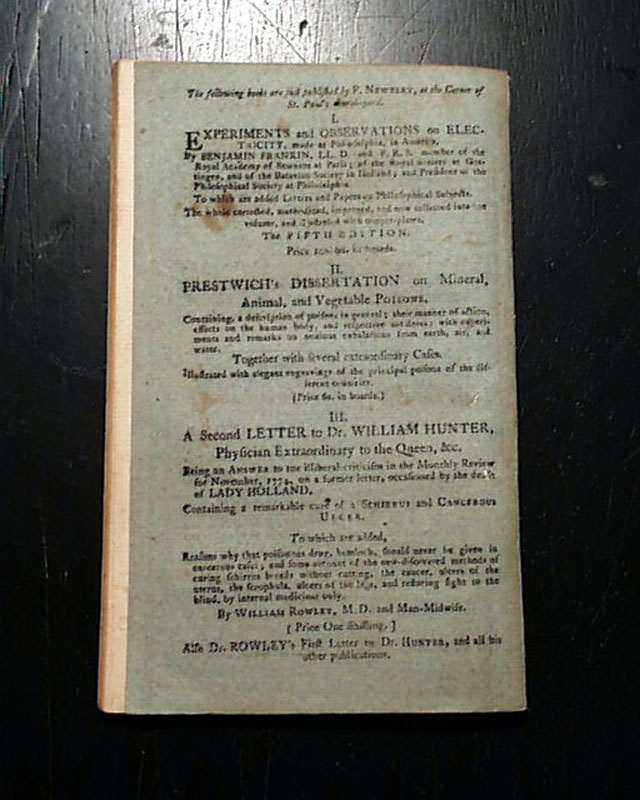 The following books are just published by F. NEWBERY, at the Corner of
St. Paul's Church-yard.
I.
EXPERIMENTS and OBSERVATIONS on ELEC-
TRICITY, made at Philadelphia, in America,
By BENJAMIN FRANKIN, LL. D. and F. R. S. member of the
Royal Academy of Sciences at Paris; of the Royal Society at Got-
tingen, and of the Batavian Society in Holland; and President of the
Philosophical Society at Philadelphia.
To which are added Letters and Papers on Philosophical Subjects.
The whole corrected, methodized, improved, and now collected into one
volume, and illustrated with copper-plates.
The FIFTH EDITION.
Price 10s. 6d. in boards.
II.
PRESTWICH's DISSERTATION on Mineral,
Animal, and Vegetable POISONS.
Containing, a description of poisons in general; their manner of action,
effects on the human body, and respective antidotes; with experi-
ments and remarks on noxious exhalations from earth, air, and
water.
Together with several extraordinary Cases.
Illustrated with elegant engravings of the principal poisons of the dif-
ferent countries.
[Price 6s. in boards.]
III.
A Second LETTER to Dr. WILLIAM HUNTER,
Physician Extraordinary to the Queen, &c.
Being an ANSWER to the illiberal criticism in the Monthly Review
for November, 1774, on a former letter, occasioned by the death
of LADY HOLLAND.
Containing a remarkable cure of a SCHIRRUS and CANCEROUS
ULCER.
To which are added,
Reasons why that poisonous drug, hemlock, should never be given in
cancerous cases; and some account of the new-discovered methods of
curing schirrus breasts without cutting, the cancer, ulcers of the
uterus, the scrophula, ulcers of the legs, and reducing sight to the
blind, by internal medicines only.
By WILLIAM ROWLEY, M. D. and Man-Midwife.
[Price One Shilling.]
Also Dr. ROWLEY's First Letter to Dr. HUNTER, and all his
other publications.